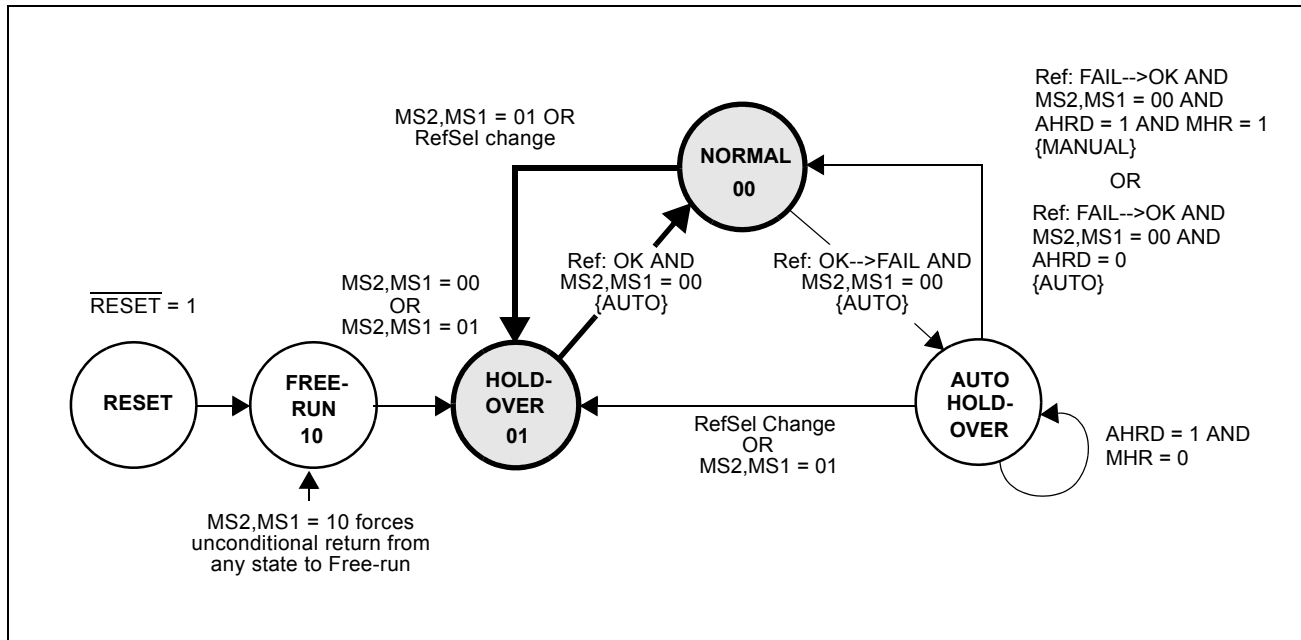 Ref: FAIL-->OK AND
MS2,MS1 = 00 AND
AHRD = 1 AND MHR = 1
{MANUAL}
OR
Ref: FAIL-->OK AND
MS2,MS1 = 00 AND
AHRD = 0
{AUTO}
MS2,MS1 = 01 OR
RefSel change
NORMAL
00
Ref: OK AND
MS2,MS1 = 00
{AUTO}
Ref: OK-->FAIL AND
MS2,MS1 = 00
{AUTO}
MS2,MS1 = 00
OR
MS2,MS1 = 01
RESET = 1
RESET
FREE-
RUN
10
HOLD-
OVER
01
AUTO
HOLD-
OVER
RefSel Change
OR
MS2,MS1 = 01
AHRD = 1 AND
MHR = 0
MS2,MS1 = 10 forces
unconditional return from
any state to Free-run